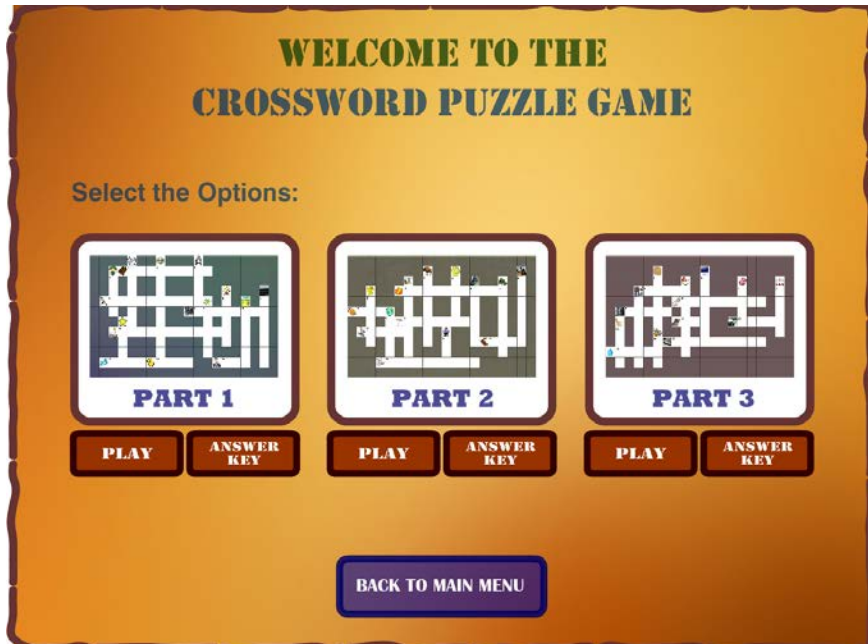 WELCOME TO THE
CROSSWORD PUZZLE GAME
Select the Options:
PART 1
PART 2
PART 3
PLAY
ANSWER
KEY
PLAY
ANSWER
KEY
PLAY
ANSWER
KEY
BACK TO MAIN MENU